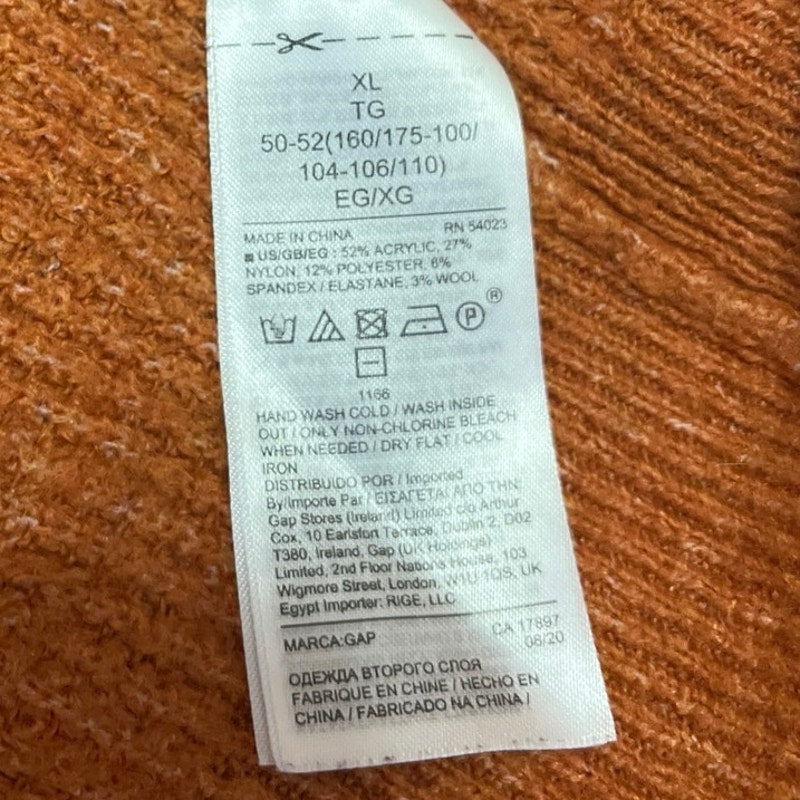 XL
TG
50-52(160/175-100/
104-106/110)
EG/XG
MADE IN CHINA RN 54023
US/GB/EG : 52% ACRYLIC, 27%
NYLON, 12% POLYESTER, 6%
SPANDEX / ELASTANE, 3% WOOL
P ®
1166
HAND WASH COLD / WASH INSIDE
OUT / ONLY NON-CHLORINE BLEACH
WHEN NEEDED / DRY FLAT / COOL
IRON
DISTRIBUIDO POR / Imported
By/Importe Par / ΕΙΣΑΓΕΤΑΙ ΑΠΟ ΤΗΝ:
Gap Stores (Ireland) Limited c/o Arthur
Cox, 10 Earlsfort Terrace, Dublin 2, D02
T380, Ireland, Gap (UK Holdings)
Limited, 2nd Floor Nations House, 103
Wigmore Street, London, W1U 1QS, UK
Egypt Importer: RIGE, LLC
MARCA:GAP CA 17897
08/20
ОДЕЖДА ВТОРОГО СЛОЯ
FABRIQUE EN CHINE / HECHO EN
CHINA / FABRICADO NA CHINA /